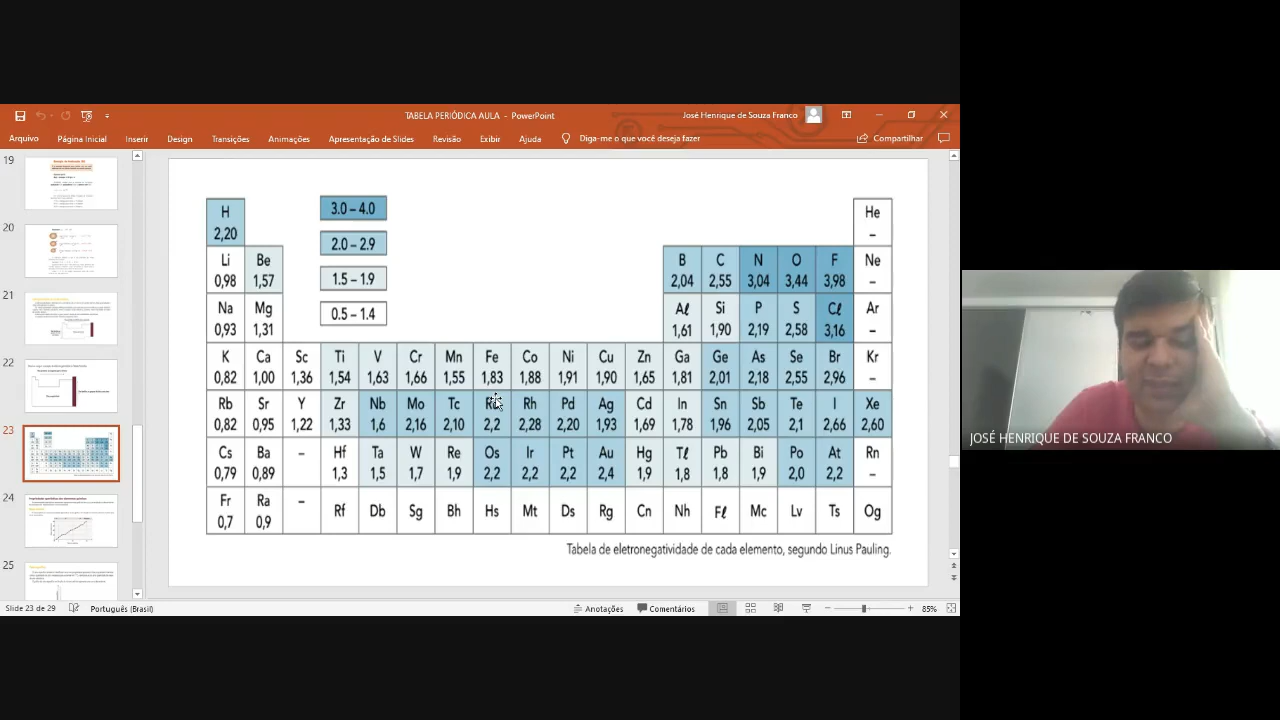 TABELA PERIÓDICA AULA - PowerPoint
José Henrique de Souza Franco
Arquivo Página Inicial Inserir Design Transições Animações Apresentação de Slides Revisão Exibir Ajuda Diga-me o que você deseja fazer Compartilhar
19
20
21
22
23
24
25
3.0 – 4.0
2.0 – 2.9
1.5 – 1.9
0.5 – 1.4
H He
2,20 –
Li Be B C N O F Ne
0,98 1,57 2,04 2,55 3,04 3,44 3,98 –
Na Mg Aℓ Si P S Cℓ Ar
0,93 1,31 1,61 1,90 2,19 2,58 3,16 –
K Ca Sc Ti V Cr Mn Fe Co Ni Cu Zn Ga Ge As Se Br Kr
0,82 1,00 1,36 1,54 1,63 1,66 1,55 1,83 1,88 1,91 1,90 1,65 1,81 2,01 2,18 2,55 2,96 –
Rb Sr Y Zr Nb Mo Tc Ru Rh Pd Ag Cd In Sn Sb Te I Xe
0,82 0,95 1,22 1,33 1,6 2,16 2,10 2,2 2,28 2,20 1,93 1,69 1,78 1,96 2,05 2,1 2,66 2,60
Cs Ba – Hf Ta W Re Os Ir Pt Au Hg Tℓ Pb Bi Po At Rn
0,79 0,89 1,3 1,5 1,7 1,9 2,2 2,2 2,2 2,4 1,9 1,8 1,8 1,9 2,0 2,2 –
Fr Ra – Rf Db Sg Bh Hs Mt Ds Rg Cn Nh Fℓ Mc Lv Ts Og
0,7 0,9
Tabela de eletronegatividade de cada elemento, segundo Linus Pauling.
Slide 23 de 29 Português (Brasil) Anotações Comentários 85%
JOSÉ HENRIQUE DE SOUZA FRANCO